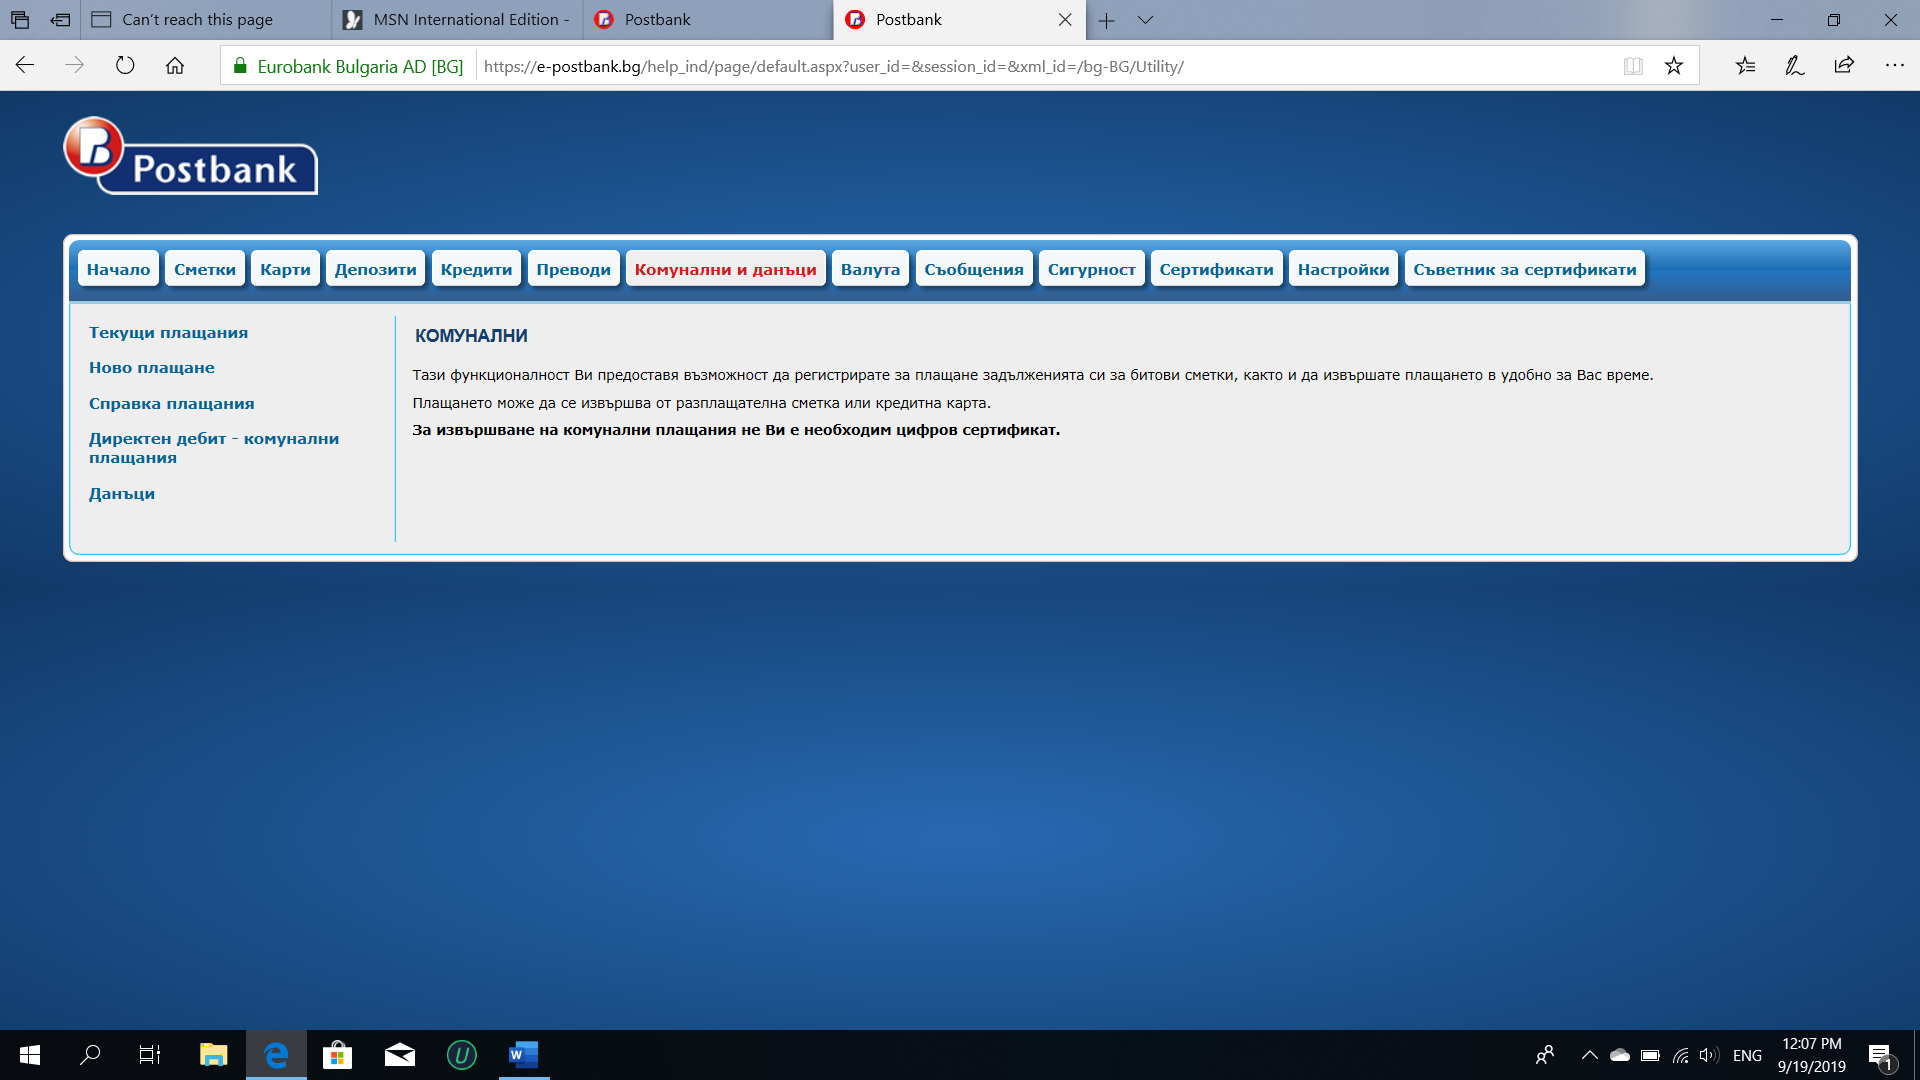 Can't reach this page
MSN International Edition -
Postbank
Postbank
Eurobank Bulgaria AD [BG]
https://e-postbank.bg/help_ind/page/default.aspx?user_id=&session_id=&xml_id=/bg-BG/Utility/
Postbank
Начало Сметки Карти Депозити Кредити Преводи Комунални и данъци Валута Съобщения Сигурност Сертификати Настройки Съветник за сертификати
Текущи плащания
Ново плащане
Справка плащания
Директен дебит - комунални
плащания
Данъци
КОМУНАЛНИ
Тази функционалност Ви предоставя възможност да регистрирате за плащане задълженията си за битови сметки, както и да извършате плащането в удобно за Вас време.
Плащането може да се извършва от разплащателна сметка или кредитна карта.
За извършване на комунални плащания не Ви е необходим цифров сертификат.
ENG
12:07 PM
9/19/2019
1